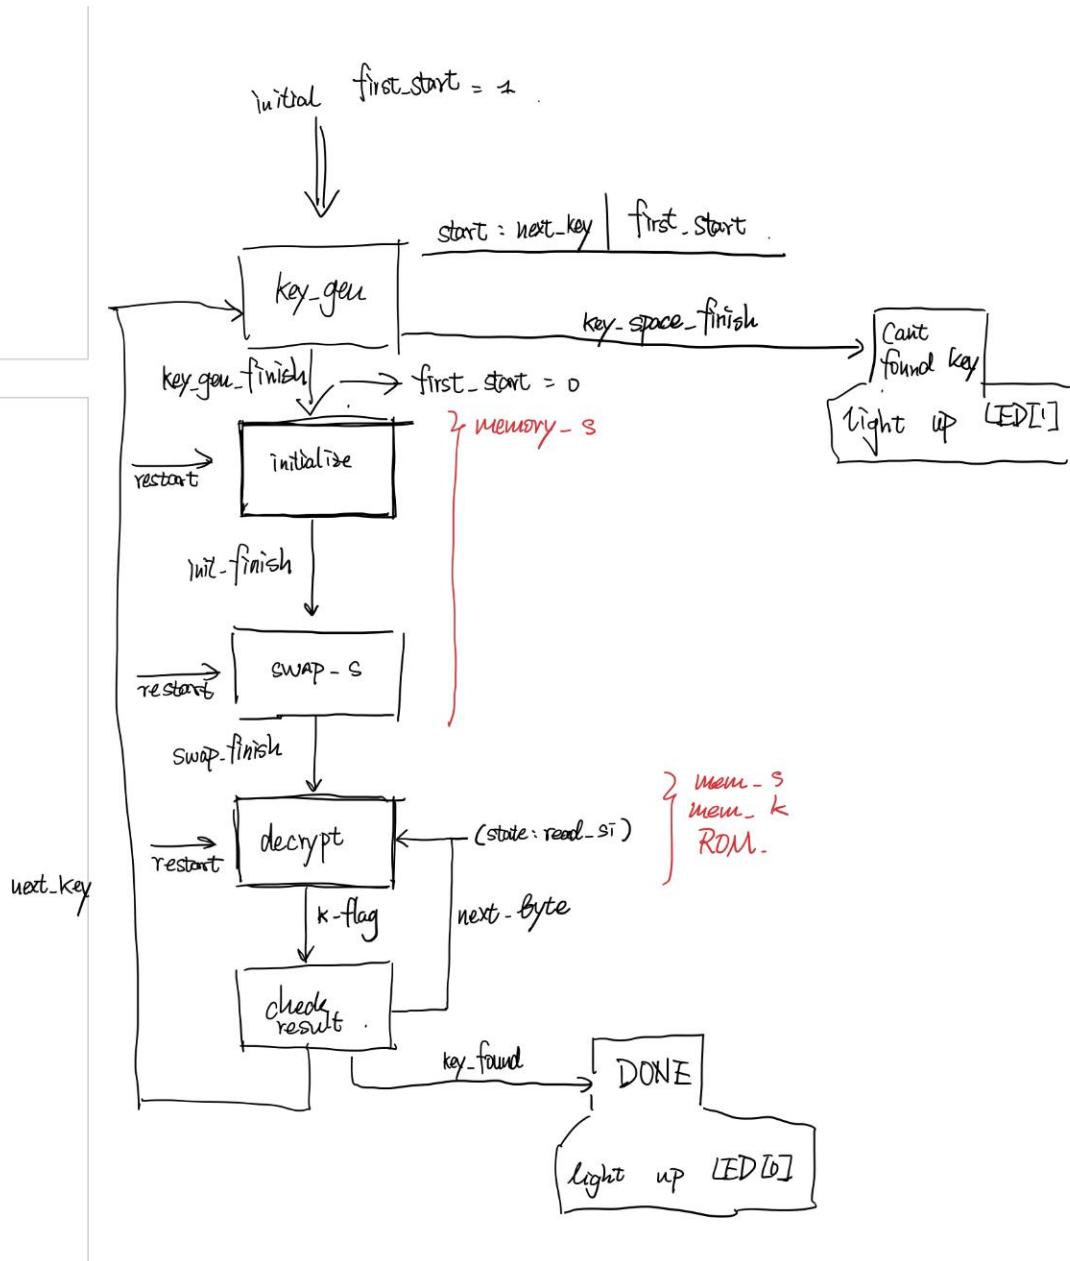 initial first_start = 1 .
start : next_key | first_start .
key_gen
key_space_finish
Cant
found key
light up LED[1]
key_gen_finish
first_start = 0
memory_s
initialize
restart
init_finish
swap_s
restart
swap_finish
mem_s
mem_k
ROM.
decrypt
(state: read_si)
restart
next_key
k-flag
next_Byte
check
result .
key_found
DONE
light up LED[0]